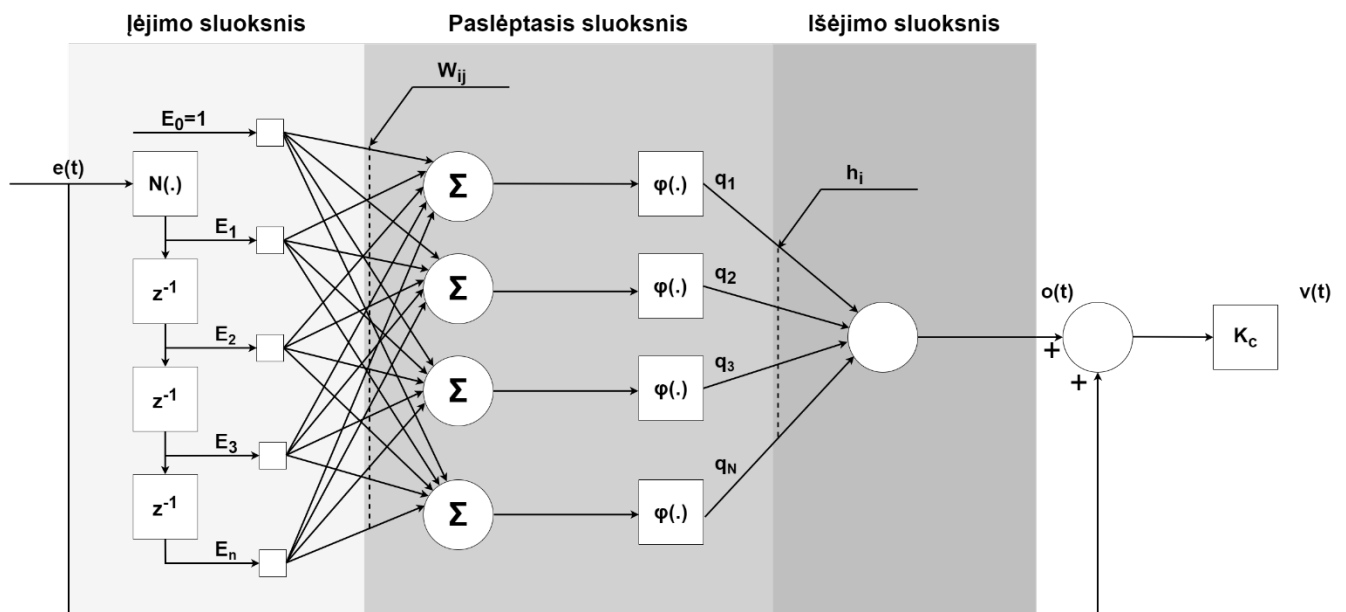 Įėjimo sluoksnis
Paslėptasis sluoksnis
Išėjimo sluoksnis
Wij
E0=1
e(t)
N(.)
E1
z-1
E2
z-1
E3
z-1
En
Σ
Σ
Σ
Σ
φ(.)
φ(.)
φ(.)
φ(.)
q1
q2
q3
qN
hi
o(t)
+
+
Kc
v(t)